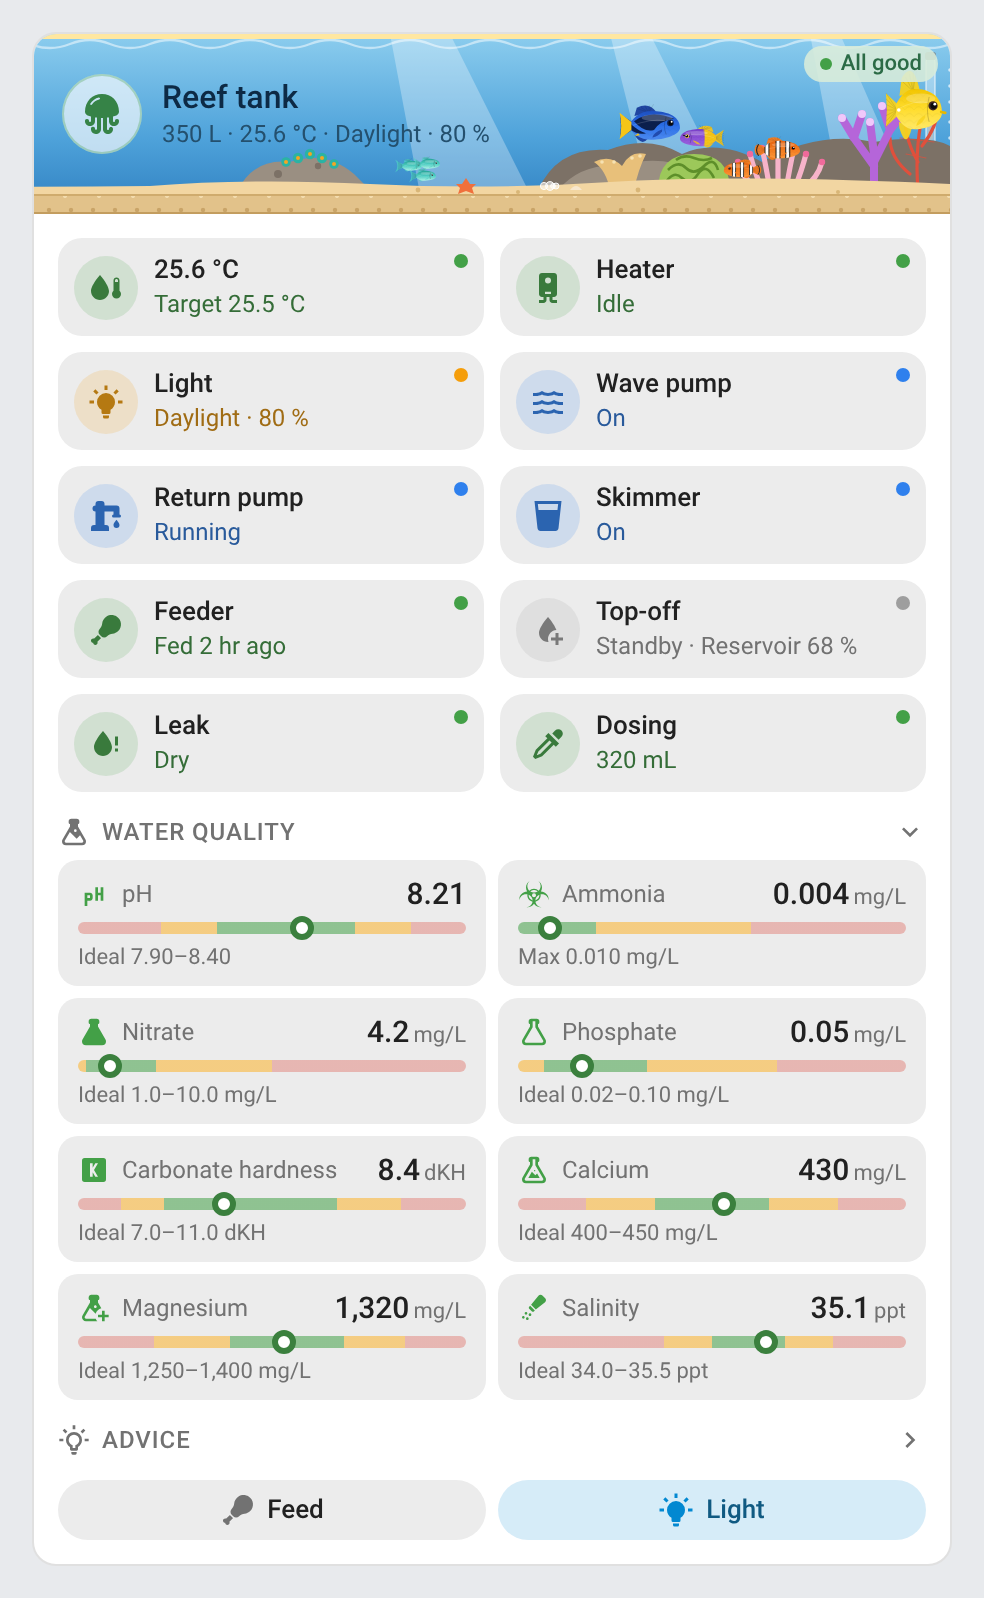 Reef tank
350 L · 25.6 °C · Daylight · 80 %
All good
25.6 °C
Target 25.5 °C
Heater
Idle
Light
Daylight · 80 %
Wave pump
On
Return pump
Running
Skimmer
On
Feeder
Fed 2 hr ago
Top-off
Standby · Reservoir 68 %
Leak
Dry
Dosing
320 mL
WATER QUALITY
pH pH 8.21
Ideal 7.90–8.40
Ammonia 0.004 mg/L
Max 0.010 mg/L
Nitrate 4.2 mg/L
Ideal 1.0–10.0 mg/L
Phosphate 0.05 mg/L
Ideal 0.02–0.10 mg/L
K Carbonate hardness 8.4 dKH
Ideal 7.0–11.0 dKH
Calcium 430 mg/L
Ideal 400–450 mg/L
Magnesium 1,320 mg/L
Ideal 1,250–1,400 mg/L
Salinity 35.1 ppt
Ideal 34.0–35.5 ppt
ADVICE
Feed
Light